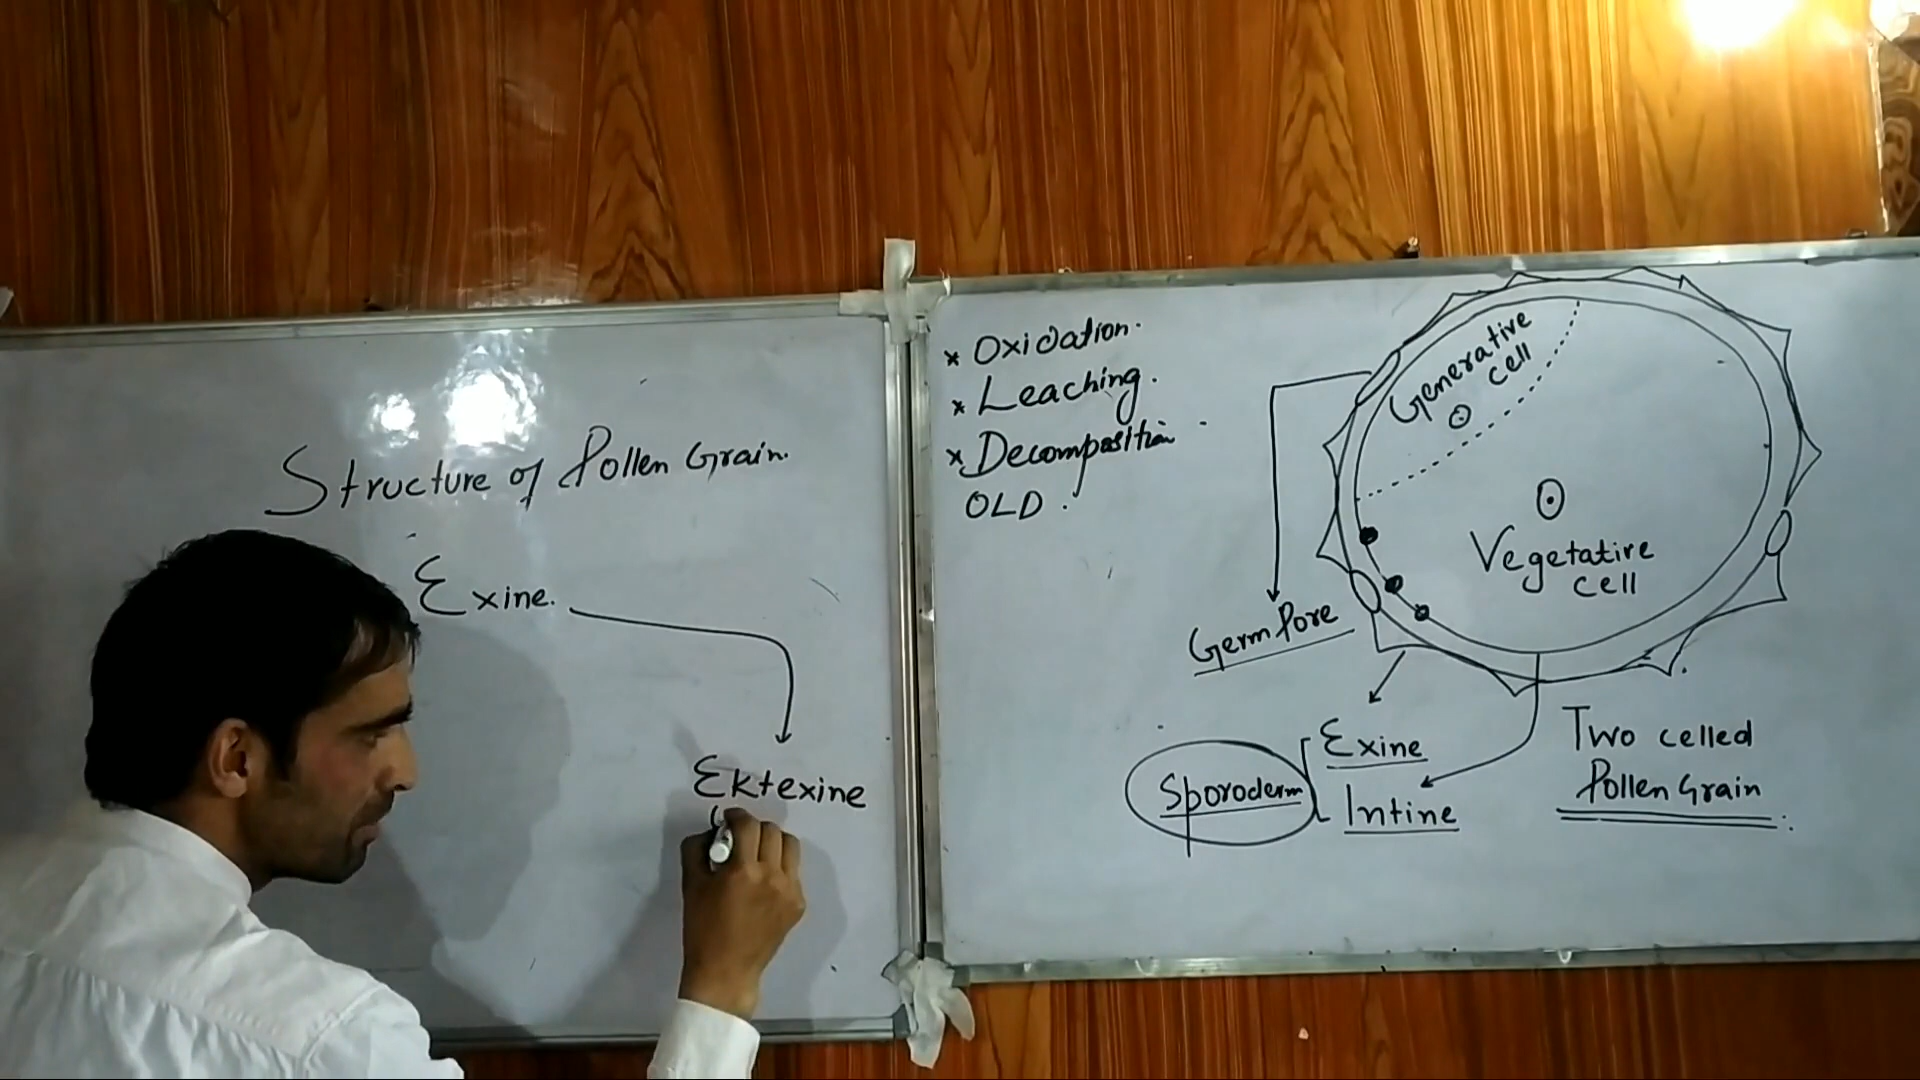 Structure of Pollen Grain.
Exine.
Ektexine
* Oxidation.
* Leaching.
* Decomposition
OLD.
Generative
cell
Vegetative
cell
Germ Pore
Sporoderm
Exine
Intine
Two celled
Pollen Grain